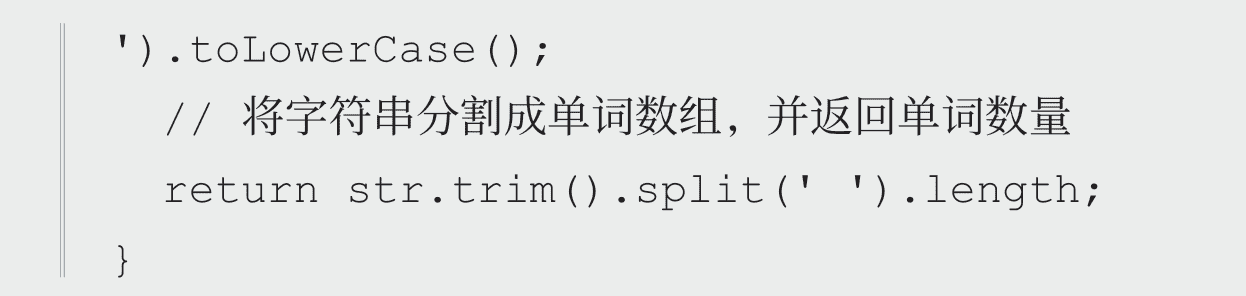 ').toLowerCase();
// 将字符串分割成单词数组，并返回单词数量
return str.trim().split(' ').length;
}